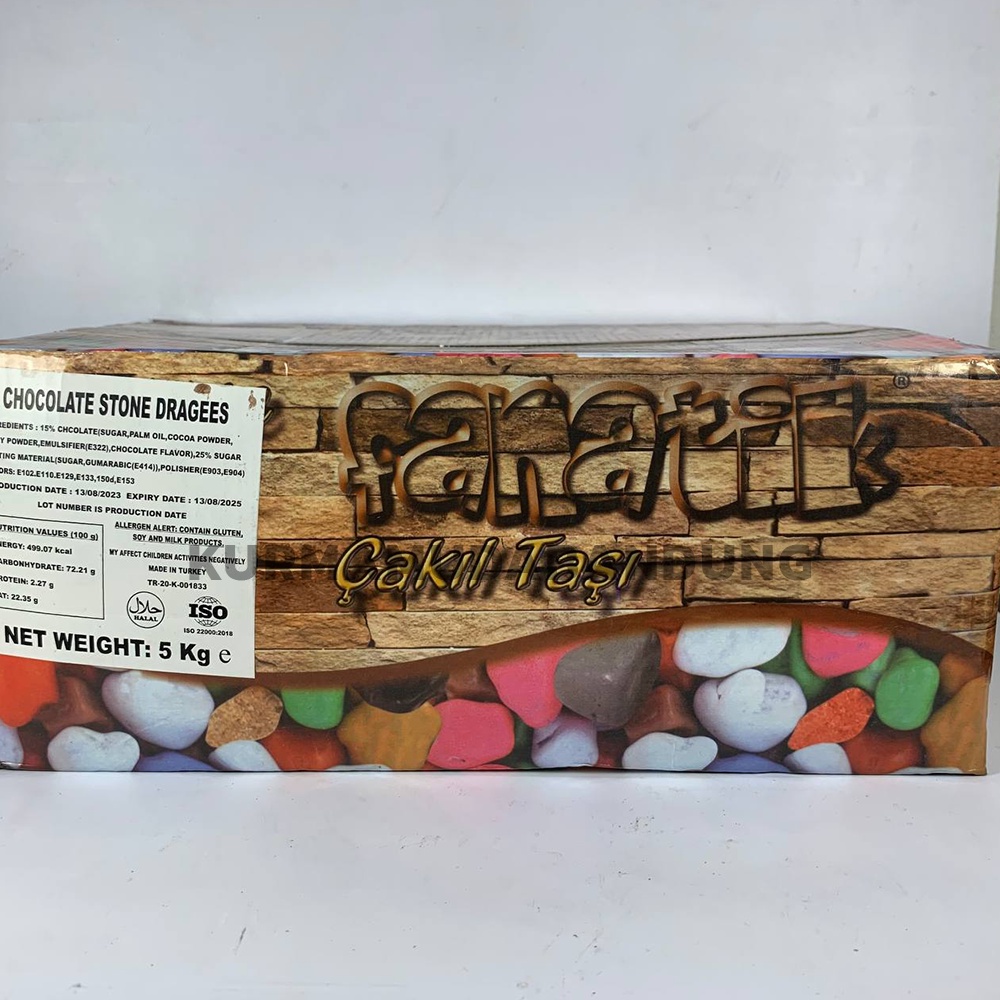 CHOCOLATE STONE DRAGEES
REDIENTS : 15% CHCOLATE(SUGAR,PALM OIL,COCOA POWDER,
Y POWDER,EMULSIFIER(E322),CHOCOLATE FLAVOR),25% SUGAR
TING MATERIAL(SUGAR,GUMARABIC(E414)),POLISHER(E903,E904)
ORS: E102.E110.E129,E133,150d,E153
ODUCTION DATE : 13/08/2023 EXPIRY DATE : 13/08/2025
LOT NUMBER IS PRODUCTION DATE
UTRITION VALUES (100 g)
NERGY: 499.07 kcal
ARBONHYDRATE: 72.21 g
ROTEIN: 2.27 g
AT: 22.35 g
ALLERGEN ALERT: CONTAIN GLUTEN,
SOY AND MILK PRODUCTS.
MY AFFECT CHILDREN ACTIVITIES NEGATIVELY
MADE IN TURKEY
TR-20-K-001833
حلال
HALAL
ISO
ISO 22000:2018
NET WEIGHT: 5 Kg e
fanatik ®
Çakıl Taşı